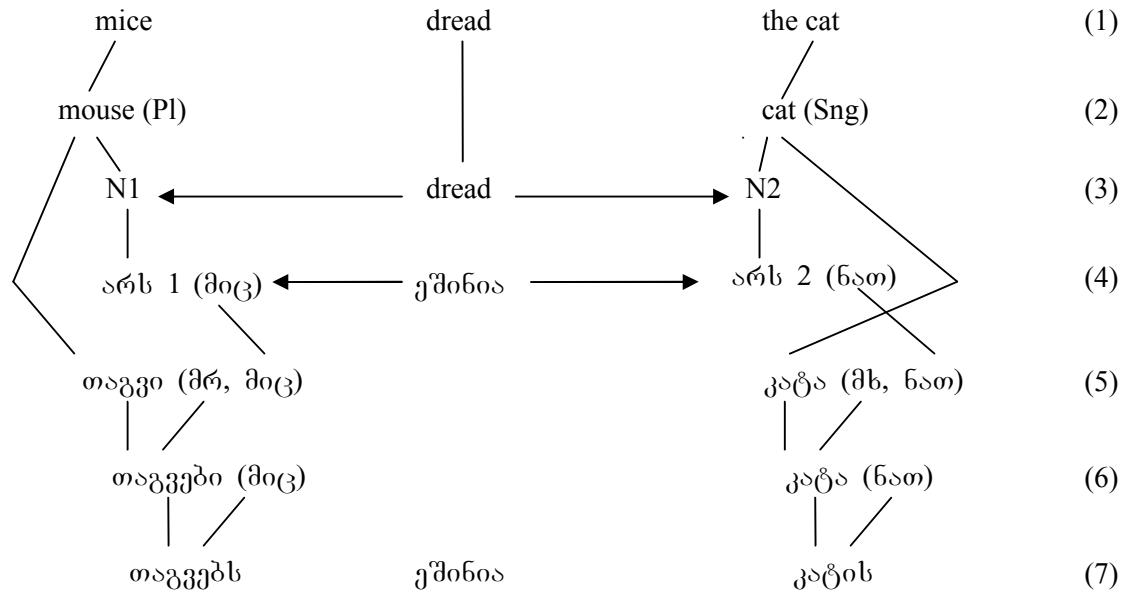 mice dread the cat (1)
mouse (Pl) cat (Sng) (2)
N1 dread N2 (3)
არს 1 (მიც) ეშინია არს 2 (ნათ) (4)
თაგვი (მრ, მიც) კატა (მხ, ნათ) (5)
თაგვები (მიც) კატა (ნათ) (6)
თაგვებს ეშინია კატის (7)